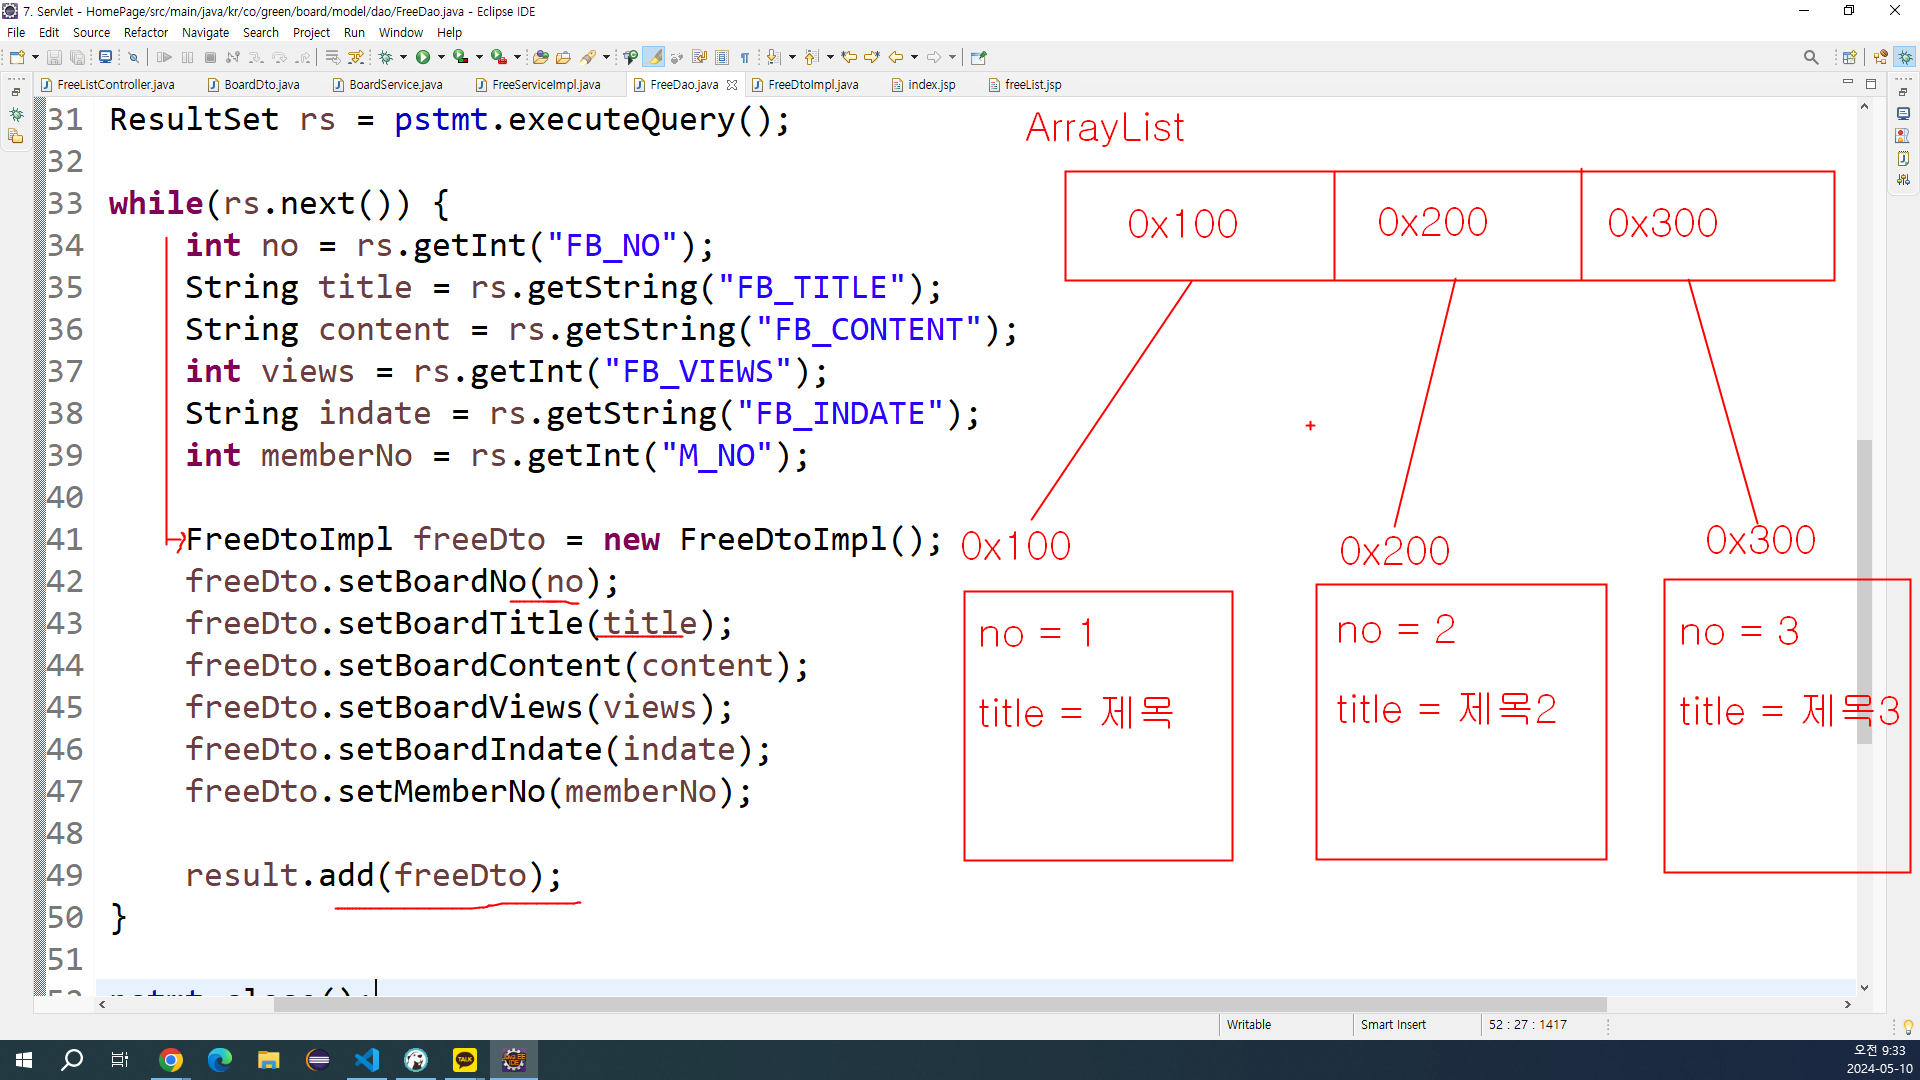 7. Servlet - HomePage/src/main/java/kr/co/green/board/model/dao/FreeDao.java - Eclipse IDE
File Edit Source Refactor Navigate Search Project Run Window Help
FreeListController.java BoardDto.java BoardService.java FreeServiceImpl.java FreeDao.java FreeDtoImpl.java index.jsp freeList.jsp
31 ResultSet rs = pstmt.executeQuery();
32
33 while(rs.next()) {
34 int no = rs.getInt("FB_NO");
35 String title = rs.getString("FB_TITLE");
36 String content = rs.getString("FB_CONTENT");
37 int views = rs.getInt("FB_VIEWS");
38 String indate = rs.getString("FB_INDATE");
39 int memberNo = rs.getInt("M_NO");
40
41 FreeDtoImpl freeDto = new FreeDtoImpl();
42 freeDto.setBoardNo(no);
43 freeDto.setBoardTitle(title);
44 freeDto.setBoardContent(content);
45 freeDto.setBoardViews(views);
46 freeDto.setBoardIndate(indate);
47 freeDto.setMemberNo(memberNo);
48
49 result.add(freeDto);
50 }
51
52 pstmt.close();
ArrayList
0x100 0x200 0x300
0x100 0x200 0x300
no = 1
title = 제목
no = 2
title = 제목2
no = 3
title = 제목3
Writable Smart Insert 52 : 27 : 1417
오전 9:33
2024-05-10